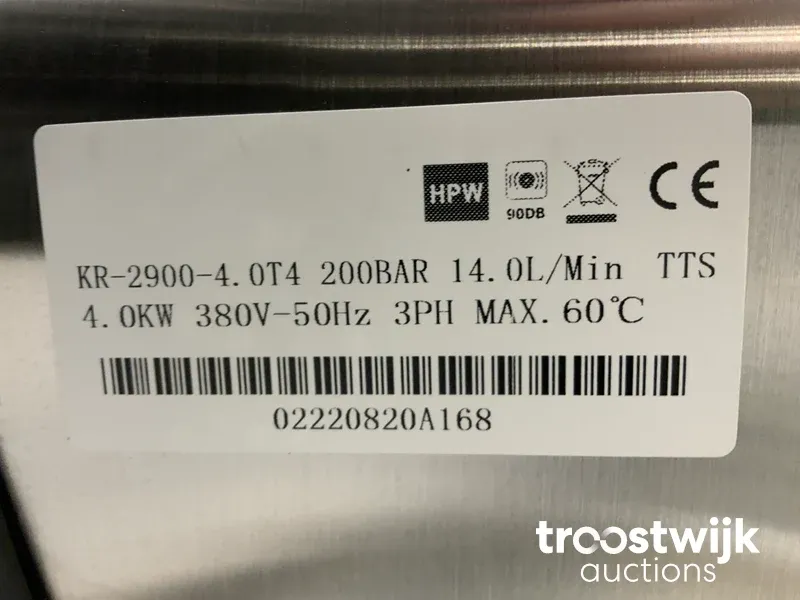 HPW
90DB
CE
KR-2900-4.0T4 200BAR 14.0L/Min TTS
4.0KW 380V-50Hz 3PH MAX.60℃
02220820A168
troostwijk
auctions